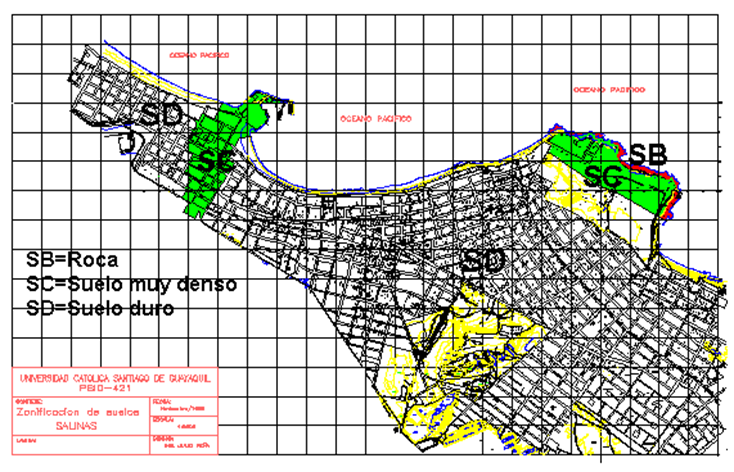 OCEANO PACIFICO
OCEANO PACIFICO
OCEANO PACIFICO
SD
SC
SB
SC
SD
SB=Roca
SC=Suelo muy denso
SD=Suelo duro
UNIVERSIDAD CATOLICA SANTIAGO DE GUAYAQUIL
Zonificacion de suelos
SALINAS
FECHA: